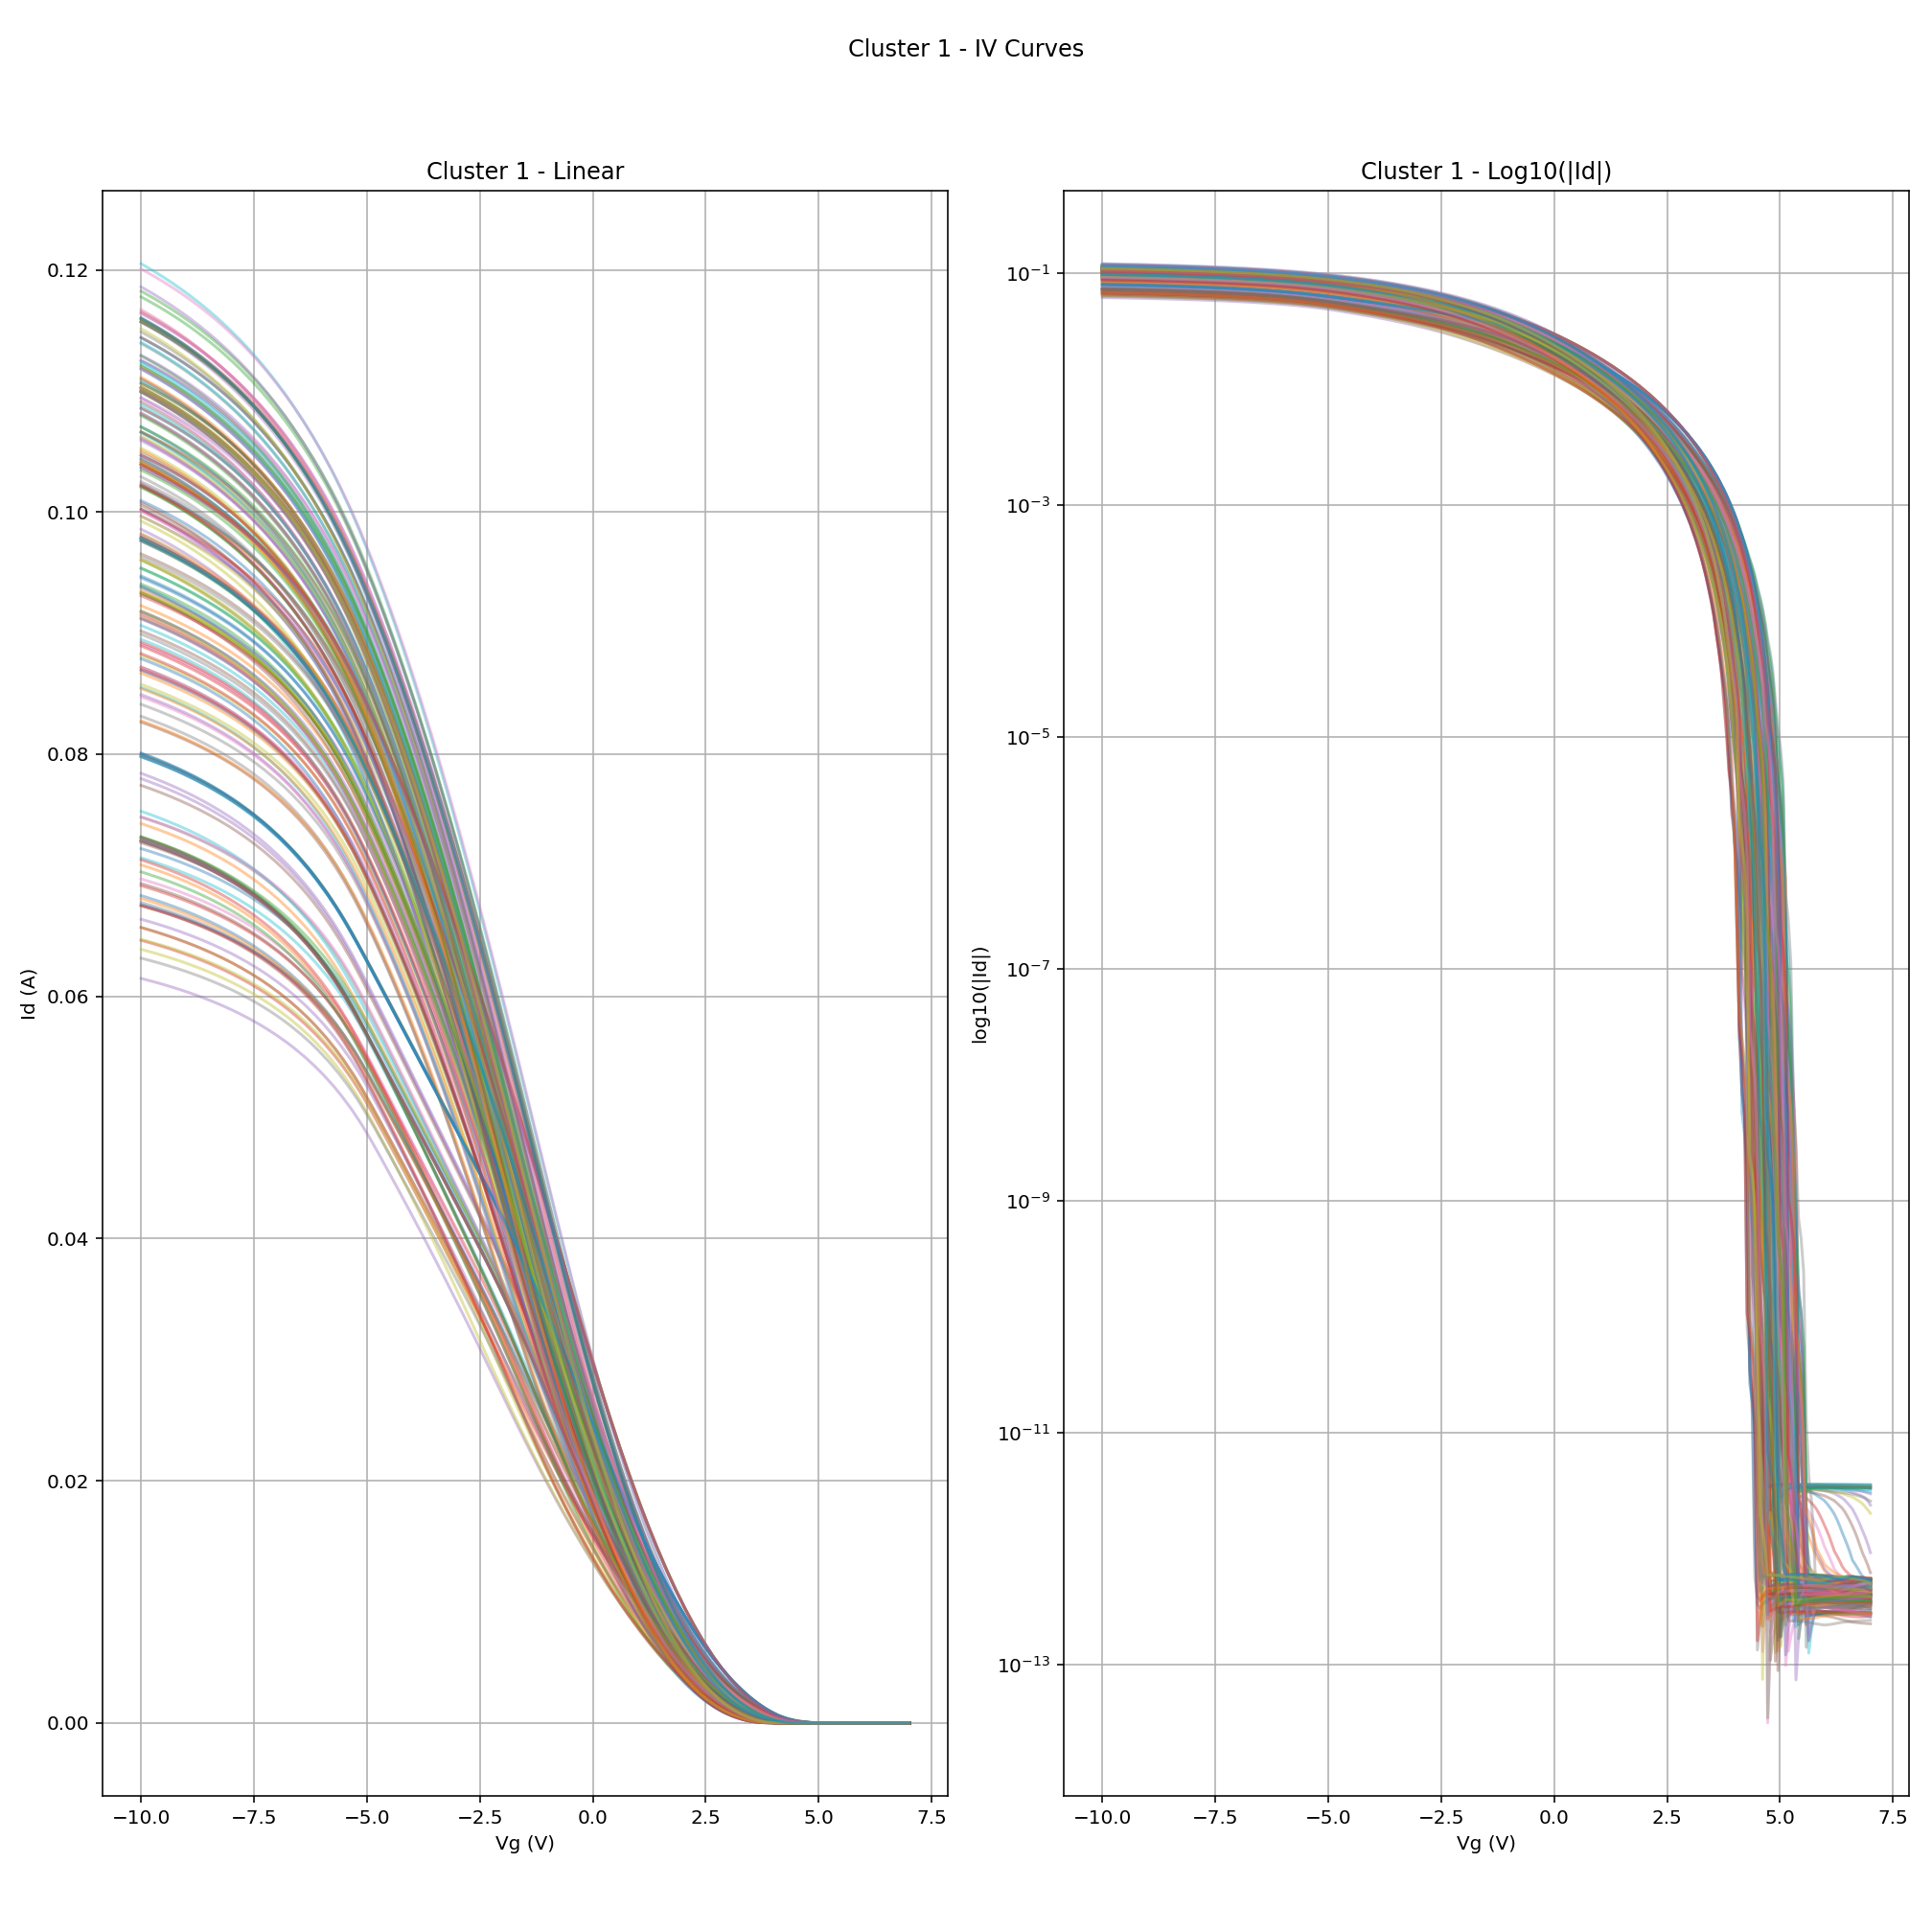 Cluster 1 - IV Curves
Cluster 1 - Linear
0.12
0.10
0.08
0.06
0.04
0.02
0.00
Id (A)
−10.0 −7.5 −5.0 −2.5 0.0 2.5 5.0 7.5
Vg (V)
Cluster 1 - Log10(|Id|)
10⁻¹
10⁻³
10⁻⁵
10⁻⁷
10⁻⁹
10⁻¹¹
10⁻¹³
log10(|Id|)
−10.0 −7.5 −5.0 −2.5 0.0 2.5 5.0 7.5
Vg (V)